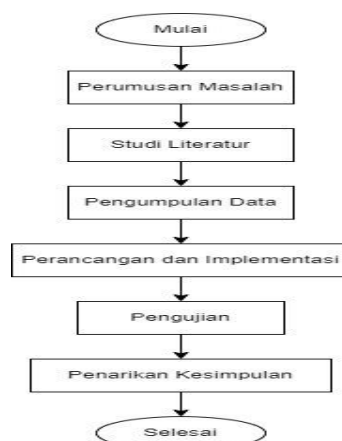 Mulai
Perumusan Masalah
Studi Literatur
Pengumpulan Data
Perancangan dan Implementasi
Pengujian
Penarikan Kesimpulan
Selesai